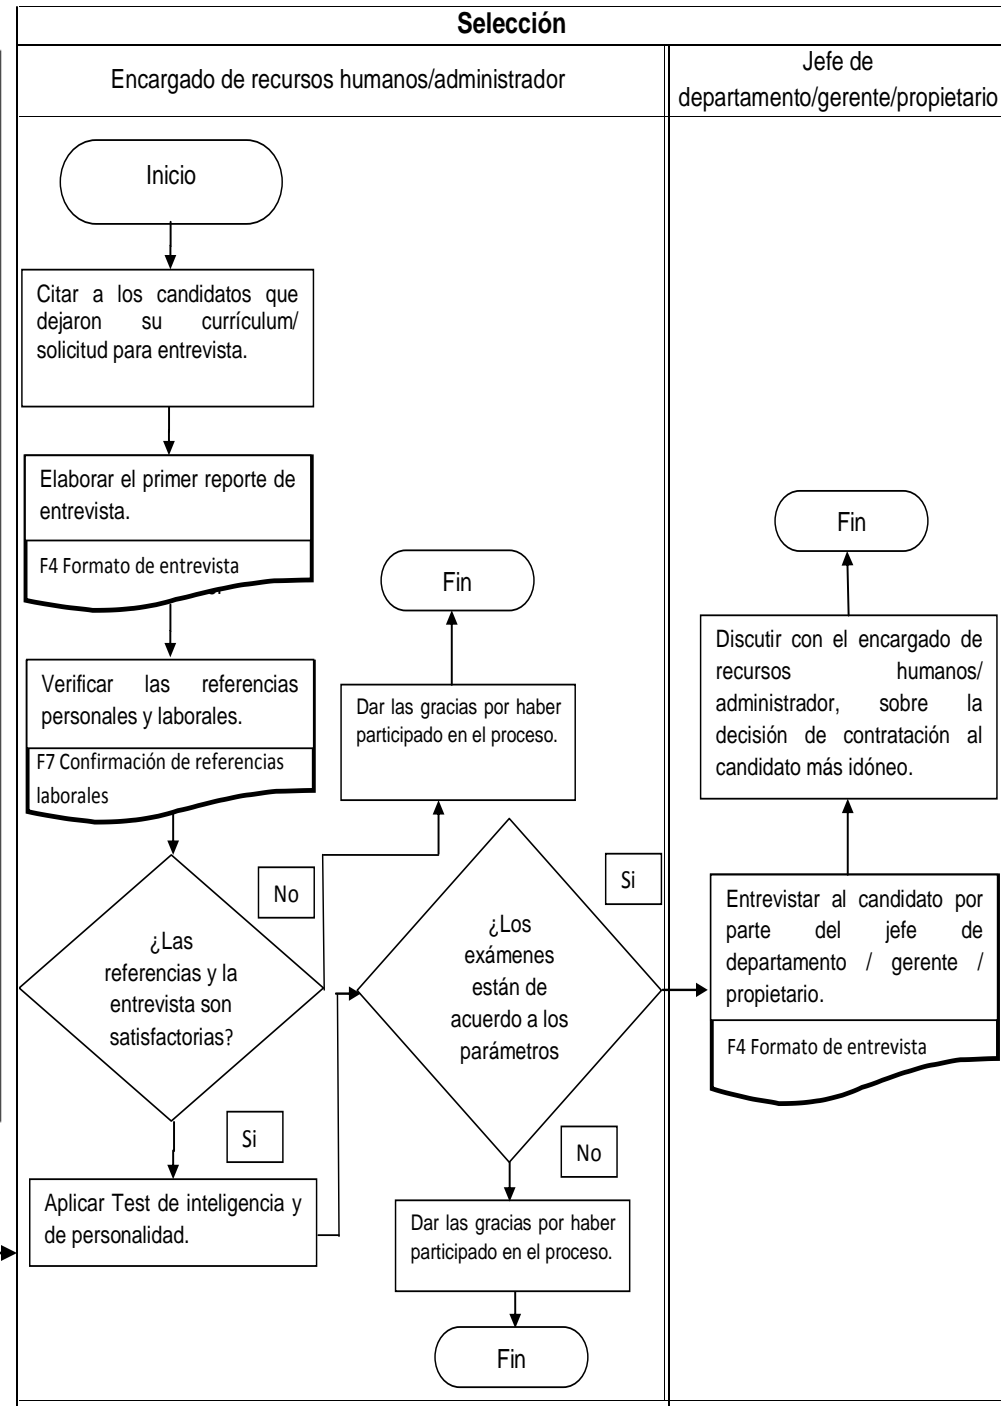 Selección
Encargado de recursos humanos/administrador
Jefe de
departamento/gerente/propietario
Inicio
Citar a los candidatos que
dejaron su currículum/
solicitud para entrevista.
Elaborar el primer reporte de
entrevista.
F4 Formato de entrevista
Verificar las referencias
personales y laborales.
F7 Confirmación de referencias
laborales
¿Las
referencias y la
entrevista son
satisfactorias?
No
Si
Aplicar Test de inteligencia y
de personalidad.
Fin
Dar las gracias por haber
participado en el proceso.
¿Los
exámenes
están de
acuerdo a los
parámetros
Si
No
Dar las gracias por haber
participado en el proceso.
Fin
Fin
Discutir con el encargado de
recursos humanos/
administrador, sobre la
decisión de contratación al
candidato más idóneo.
Entrevistar al candidato por
parte del jefe de
departamento / gerente /
propietario.
F4 Formato de entrevista